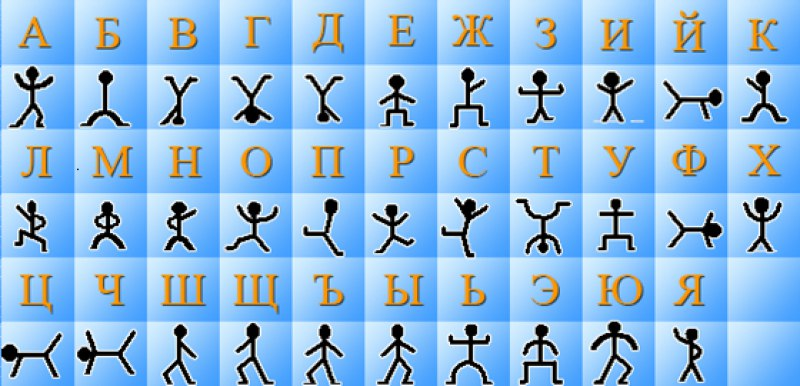 А Б В Г Д Е Ж З И Й К
Л М Н О П Р С Т У Ф Х
Ц Ч Ш Щ Ъ Ы Ь Э Ю Я